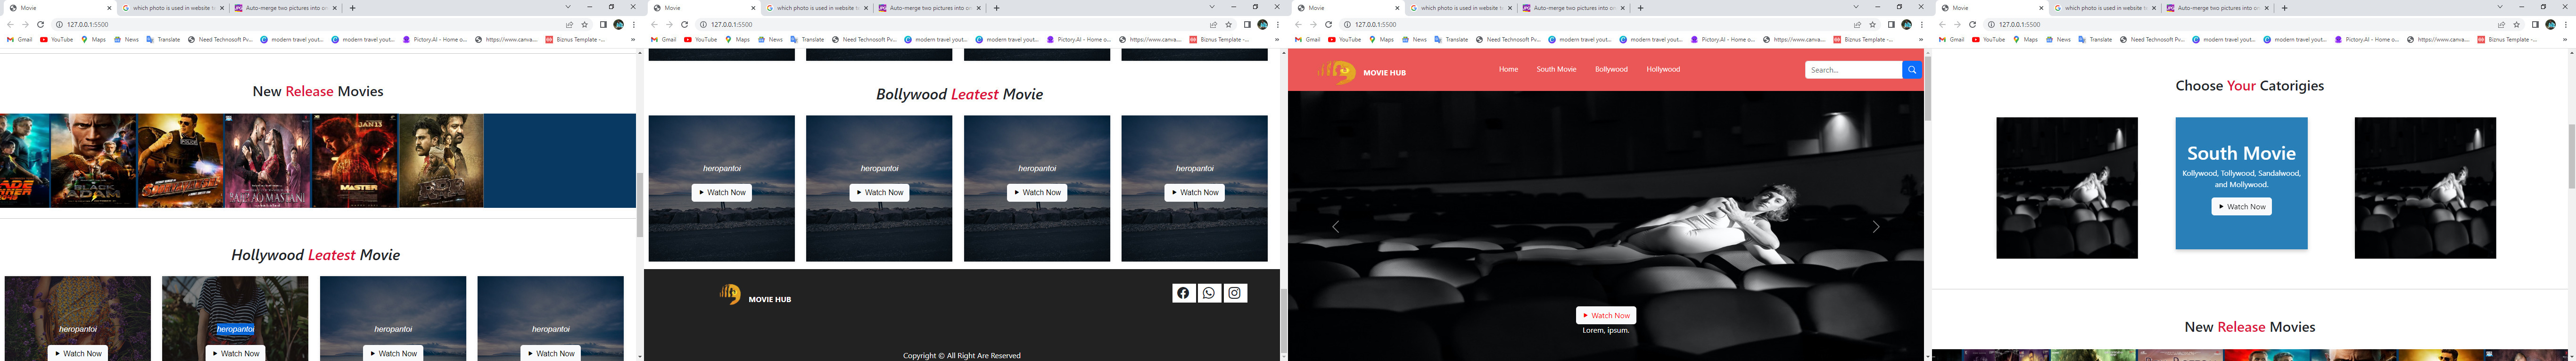 Movie
which photo is used in website t
Auto-merge two pictures into on
127.0.0.1:5500
Gmail YouTube Maps News Translate Need Technosoft Pv... modern travel yout... modern travel yout... Pictory.AI - Home o... https://www.canva.... Biznus Template -...
New Release Movies
BLACK ADAM
POLICE
SOORYAVANSHI
BAJIRAO MASTANI
JAN13
MASTER
RRR
Hollywood Leatest Movie
heropantoi
Watch Now
heropantoi
Watch Now
heropantoi
Watch Now
heropantoi
Watch Now
Movie
which photo is used in website t
Auto-merge two pictures into on
127.0.0.1:5500
Gmail YouTube Maps News Translate Need Technosoft Pv... modern travel yout... modern travel yout... Pictory.AI - Home o... https://www.canva.... Biznus Template -...
Bollywood Leatest Movie
heropantoi
Watch Now
heropantoi
Watch Now
heropantoi
Watch Now
heropantoi
Watch Now
MOVIE HUB
Copyright © All Right Are Reserved
Movie
which photo is used in website t
Auto-merge two pictures into on
127.0.0.1:5500
Gmail YouTube Maps News Translate Need Technosoft Pv... modern travel yout... modern travel yout... Pictory.AI - Home o... https://www.canva.... Biznus Template -...
MOVIE HUB
Home South Movie Bollywood Hollywood
Search...
Watch Now
Lorem, ipsum.
Movie
which photo is used in website t
Auto-merge two pictures into on
127.0.0.1:5500
Gmail YouTube Maps News Translate Need Technosoft Pv... modern travel yout... modern travel yout... Pictory.AI - Home o... https://www.canva.... Biznus Template -...
Choose Your Catorigies
South Movie
Kollywood, Tollywood, Sandalwood,
and Mollywood.
Watch Now
New Release Movies